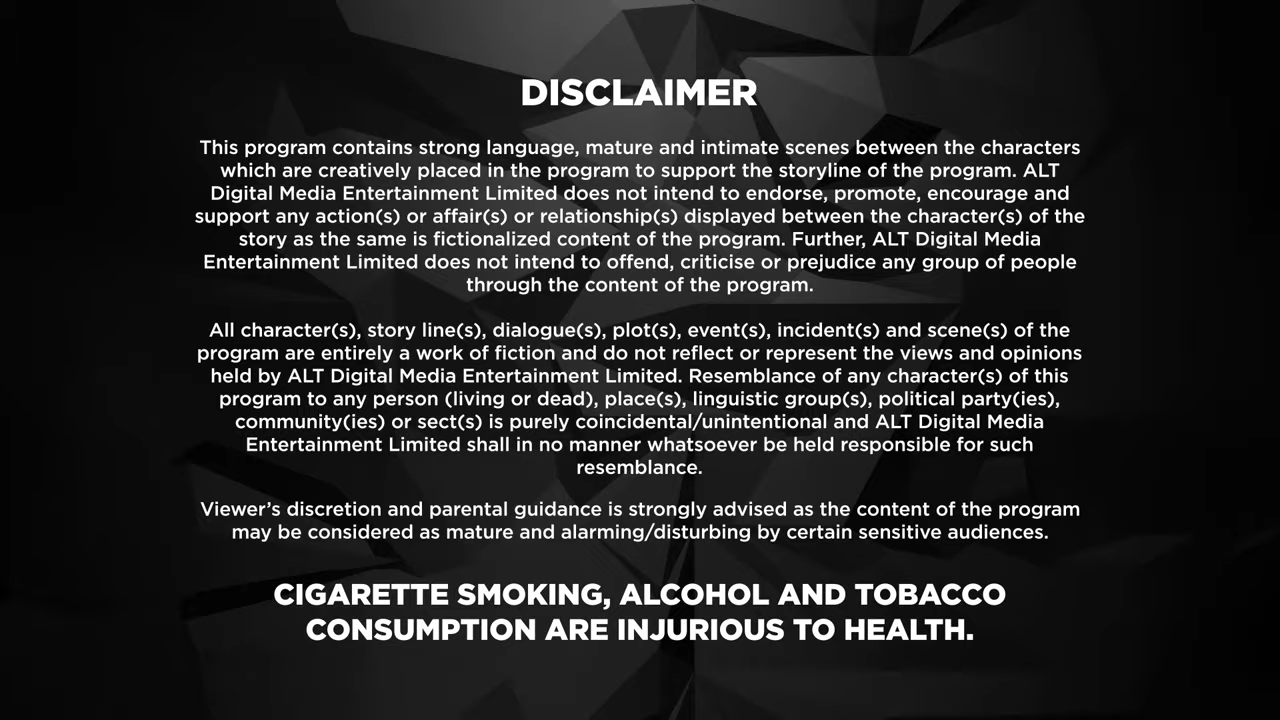 DISCLAIMER
This program contains strong language, mature and intimate scenes between the characters
which are creatively placed in the program to support the storyline of the program. ALT
Digital Media Entertainment Limited does not intend to endorse, promote, encourage and
support any action(s) or affair(s) or relationship(s) displayed between the character(s) of the
story as the same is fictionalized content of the program. Further, ALT Digital Media
Entertainment Limited does not intend to offend, criticise or prejudice any group of people
through the content of the program.
All character(s), story line(s), dialogue(s), plot(s), event(s), incident(s) and scene(s) of the
program are entirely a work of fiction and do not reflect or represent the views and opinions
held by ALT Digital Media Entertainment Limited. Resemblance of any character(s) of this
program to any person (living or dead), place(s), linguistic group(s), political party(ies),
community(ies) or sect(s) is purely coincidental/unintentional and ALT Digital Media
Entertainment Limited shall in no manner whatsoever be held responsible for such
resemblance.
Viewer’s discretion and parental guidance is strongly advised as the content of the program
may be considered as mature and alarming/disturbing by certain sensitive audiences.
CIGARETTE SMOKING, ALCOHOL AND TOBACCO
CONSUMPTION ARE INJURIOUS TO HEALTH.